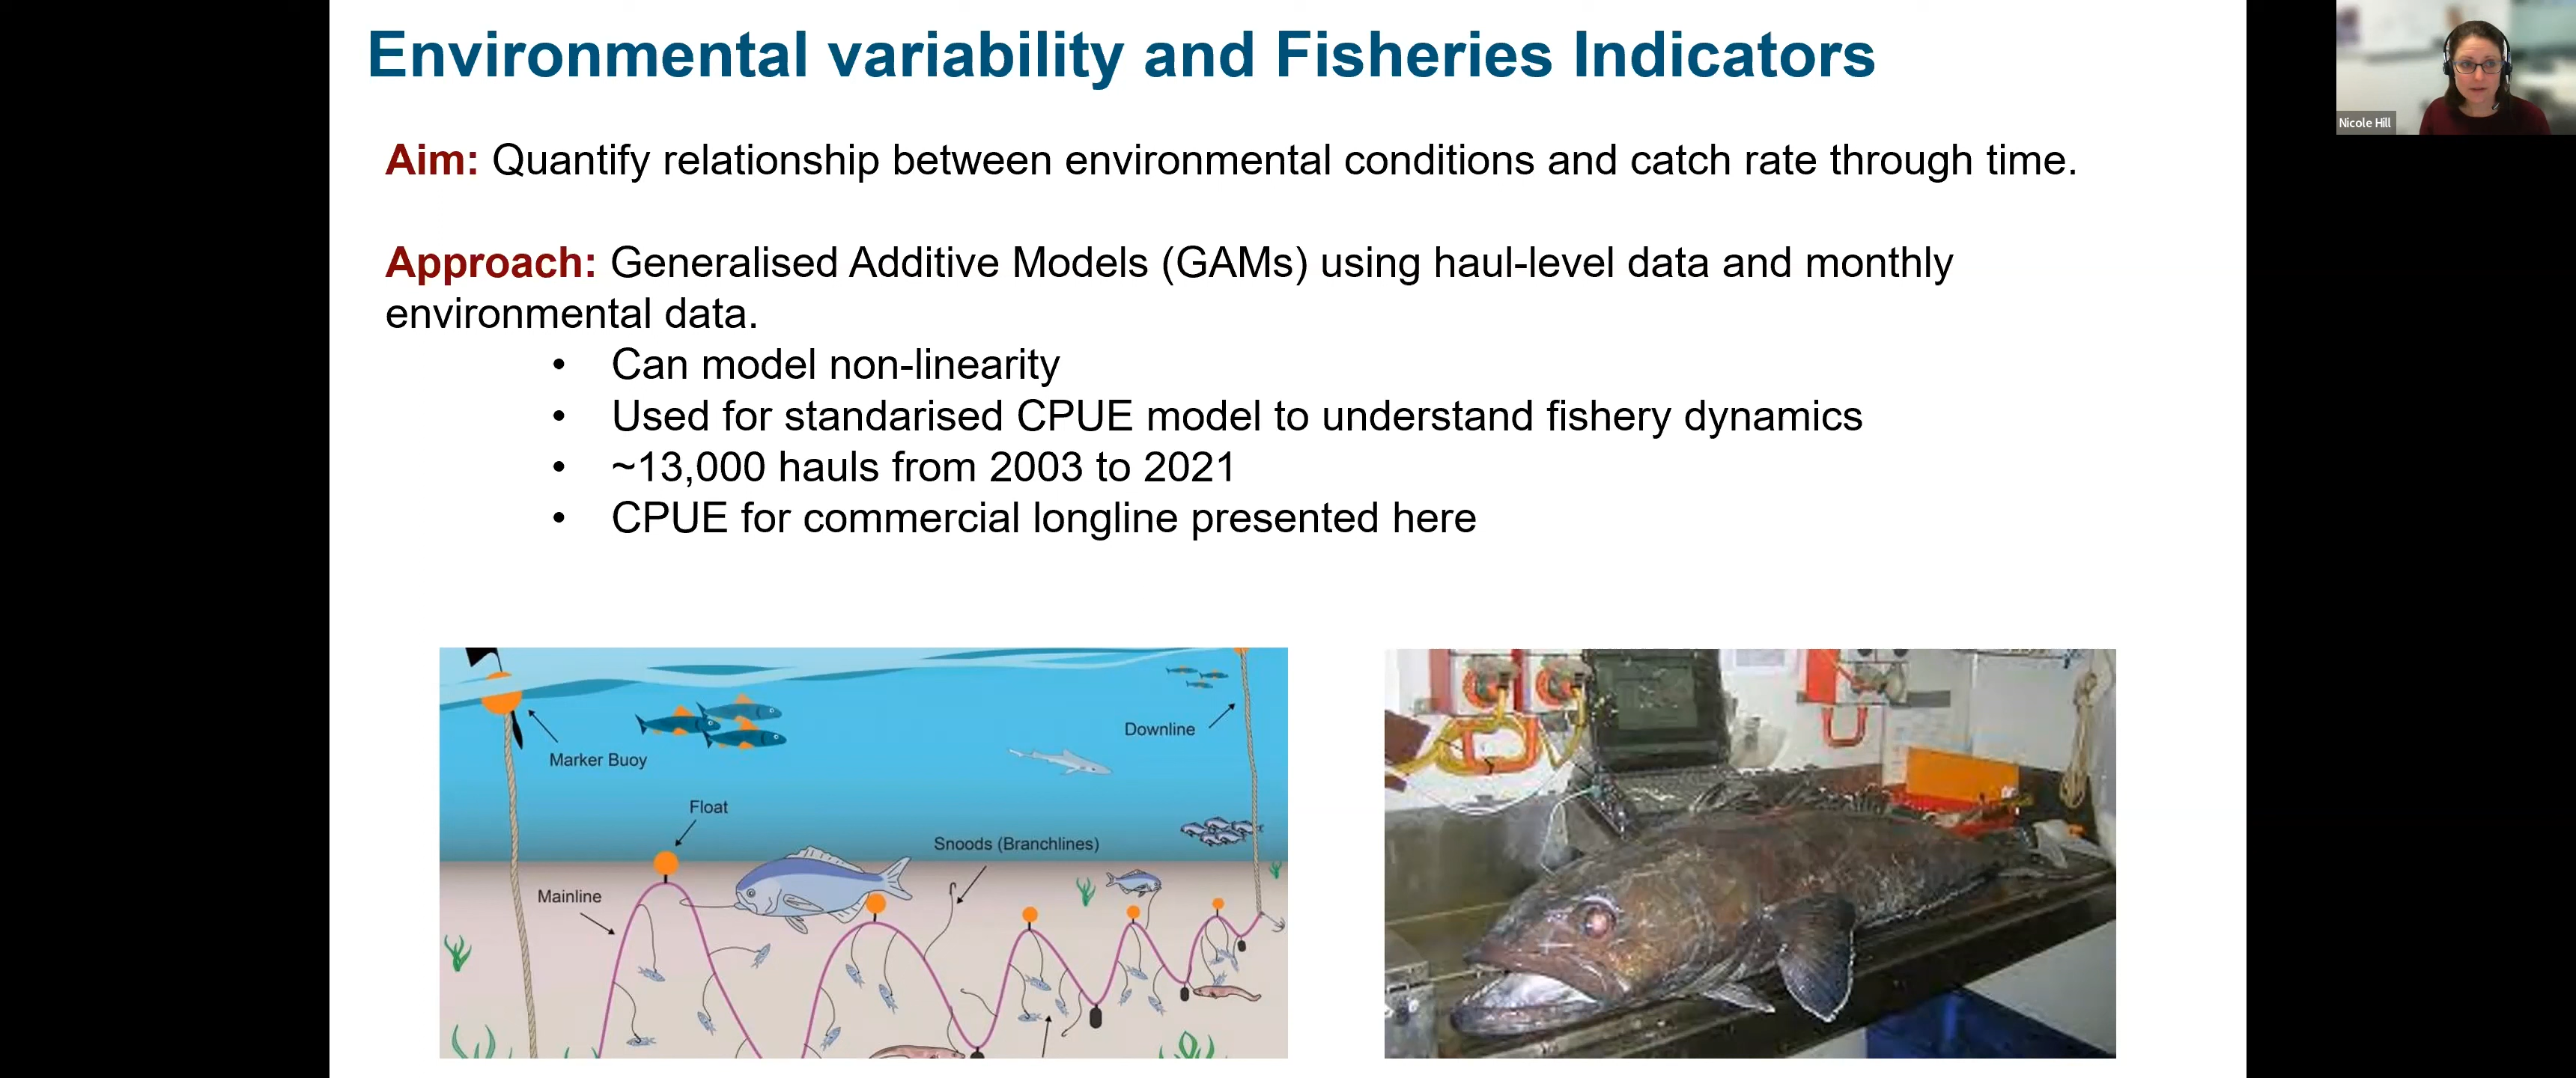 Environmental variability and Fisheries Indicators
Nicole Hill
Aim: Quantify relationship between environmental conditions and catch rate through time.
Approach: Generalised Additive Models (GAMs) using haul-level data and monthly
environmental data.
• Can model non-linearity
• Used for standarised CPUE model to understand fishery dynamics
• ~13,000 hauls from 2003 to 2021
• CPUE for commercial longline presented here
Downline
Marker Buoy
Float
Snoods (Branchlines)
Mainline